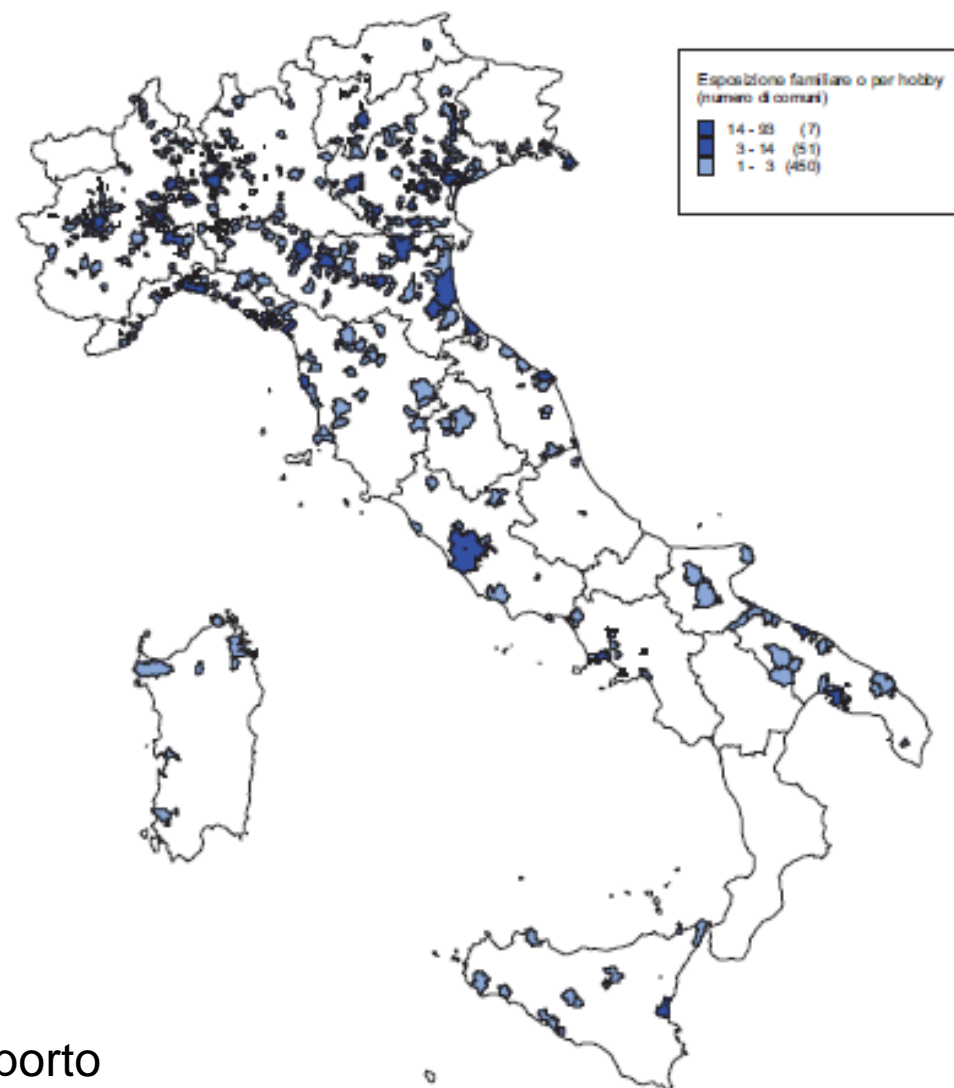 Esposizione familiare o per hobby
(numero di comuni)
14 - 93 (7)
3 - 14 (51)
1 - 3 (450)
porto